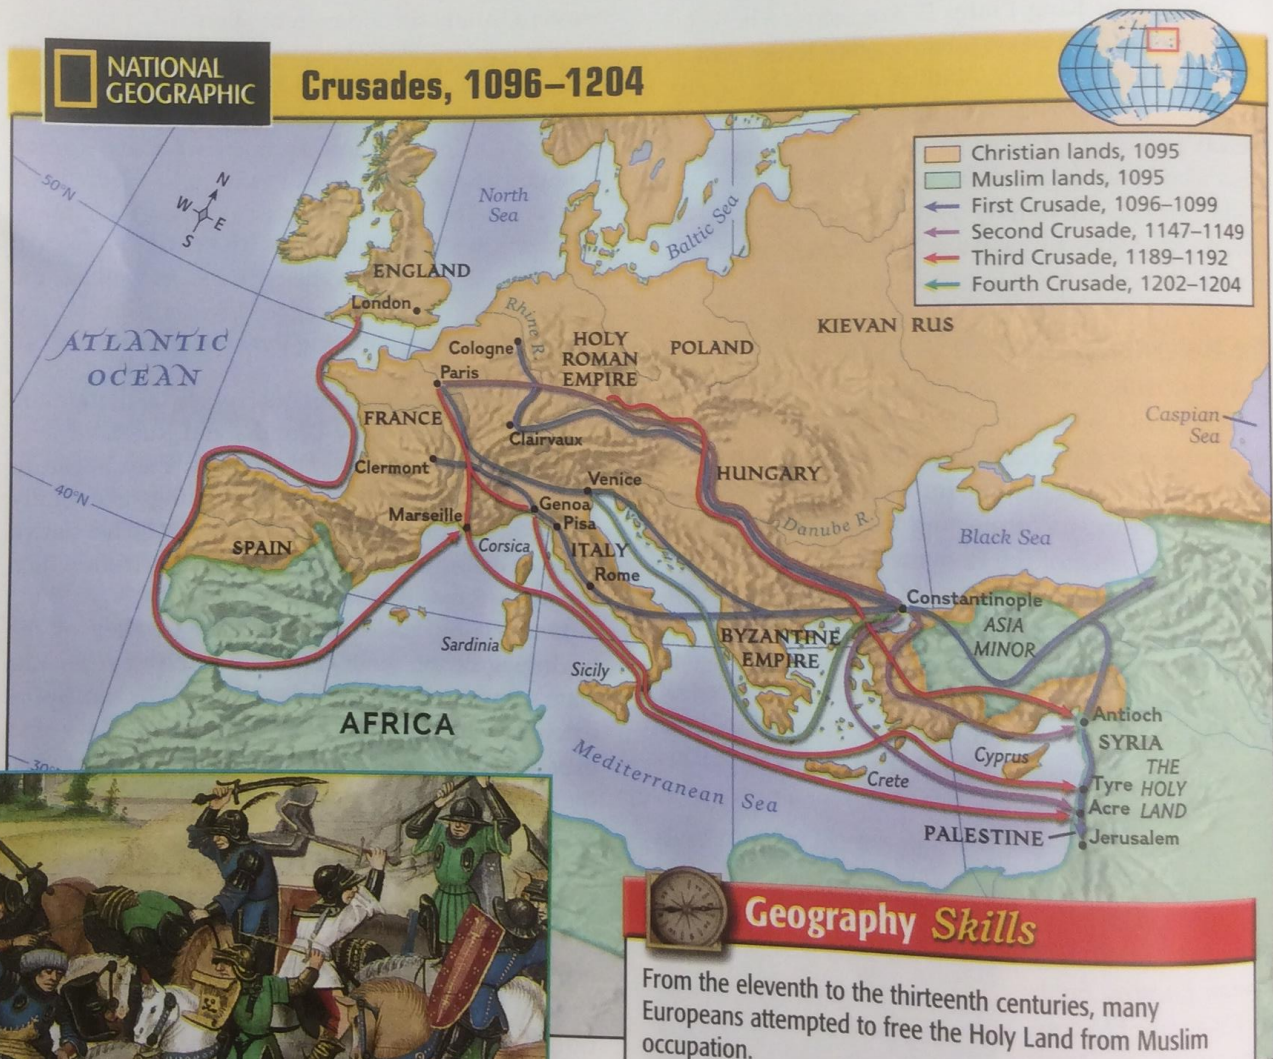 NATIONAL
GEOGRAPHIC
Crusades, 1096–1204
Christian lands, 1095
Muslim lands, 1095
First Crusade, 1096–1099
Second Crusade, 1147–1149
Third Crusade, 1189–1192
Fourth Crusade, 1202–1204
50°N
N
W
E
S
North
Sea
Baltic Sea
ENGLAND
London
ATLANTIC
OCEAN
Rhine R.
Cologne
HOLY
ROMAN
EMPIRE
POLAND
KIEVAN RUS
Paris
FRANCE
Clairvaux
Caspian
Sea
Clermont
HUNGARY
40°N
Venice
Genoa
Marseille
Pisa
Danube R.
Black Sea
SPAIN
Corsica
ITALY
Rome
Constantinople
ASIA
MINOR
BYZANTINE
EMPIRE
Sardinia
Sicily
AFRICA
Antioch
SYRIA
Mediterranean Sea
Crete
Cyprus
THE
HOLY
LAND
Tyre
Acre
PALESTINE
Jerusalem
30°N
Geography Skills
From the eleventh to the thirteenth centuries, many
Europeans attempted to free the Holy Land from Muslim
occupation.